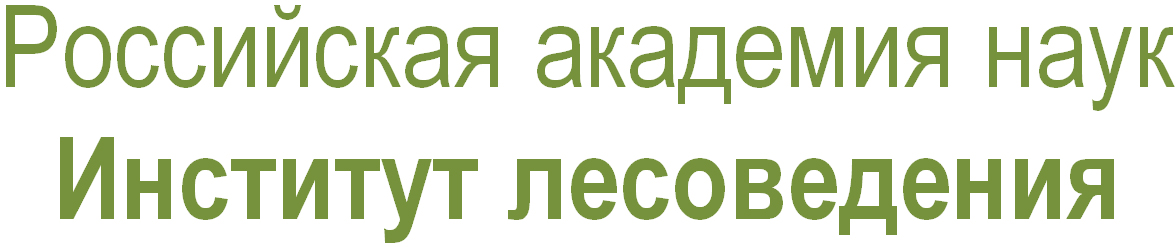 Российская академия наук
Институт лесоведения